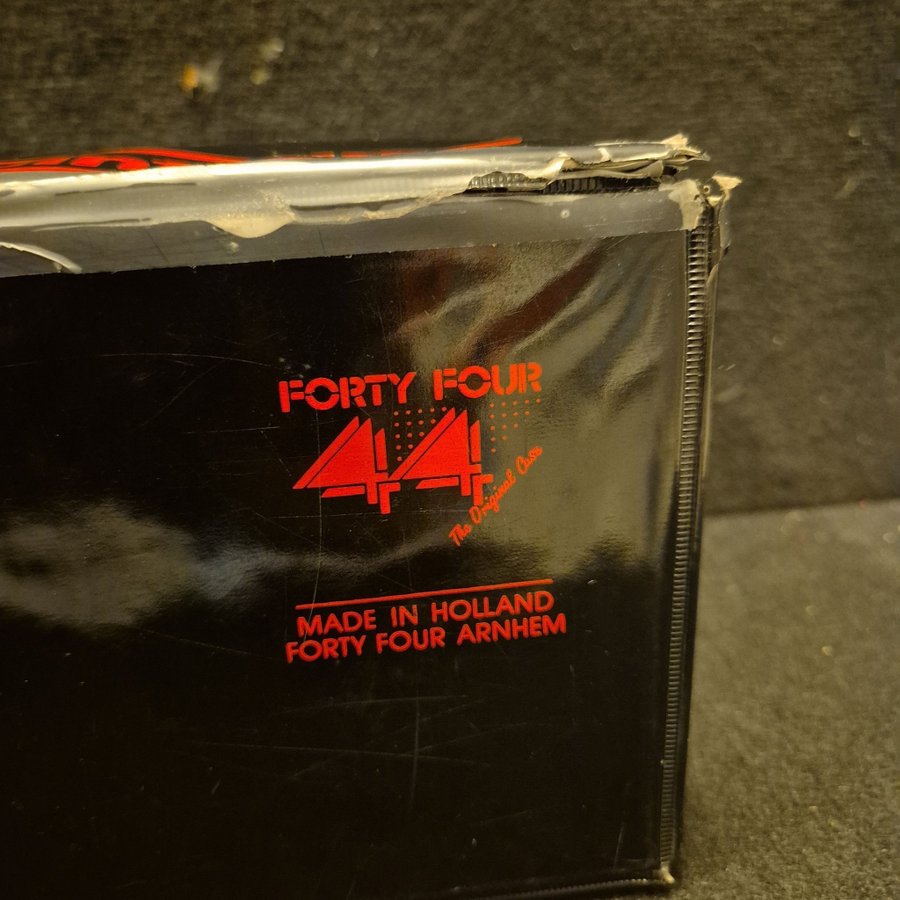 FORTY FOUR
44
The Original Case
MADE IN HOLLAND
FORTY FOUR ARNHEM